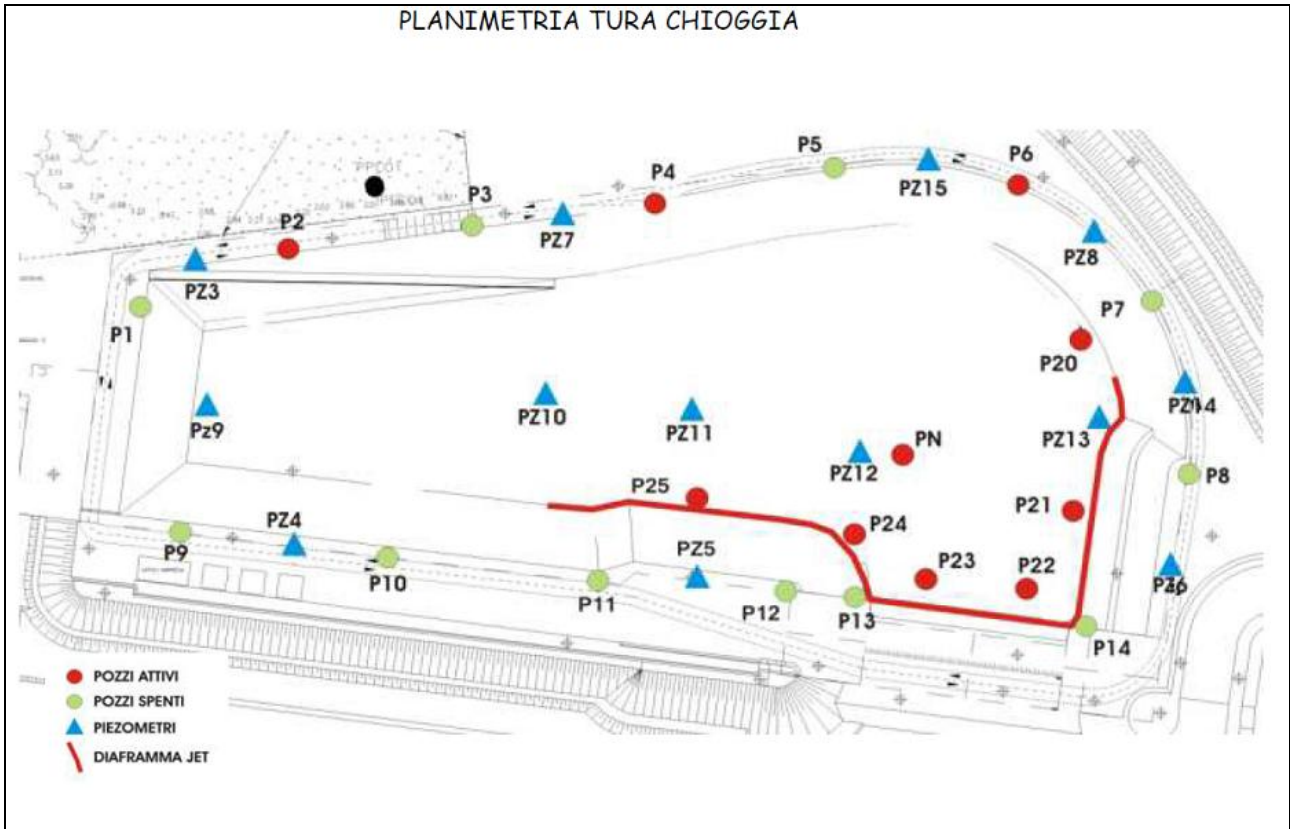 PLANIMETRIA TURA CHIOGGIA
P5
P6
P4
PZ15
P3
P2
PZ7
PZ8
PZ3
P7
P1
P20
PZ14
PZ10
Pz9
PZ11
PZ13
PN
PZ12
P8
P25
P21
PZ4
P24
P9
PZ5
P23
P22
P10
P11
P12
P13
P14
POZZI ATTIVI
POZZI SPENTI
PIEZOMETRI
DIAFRAMMA JET